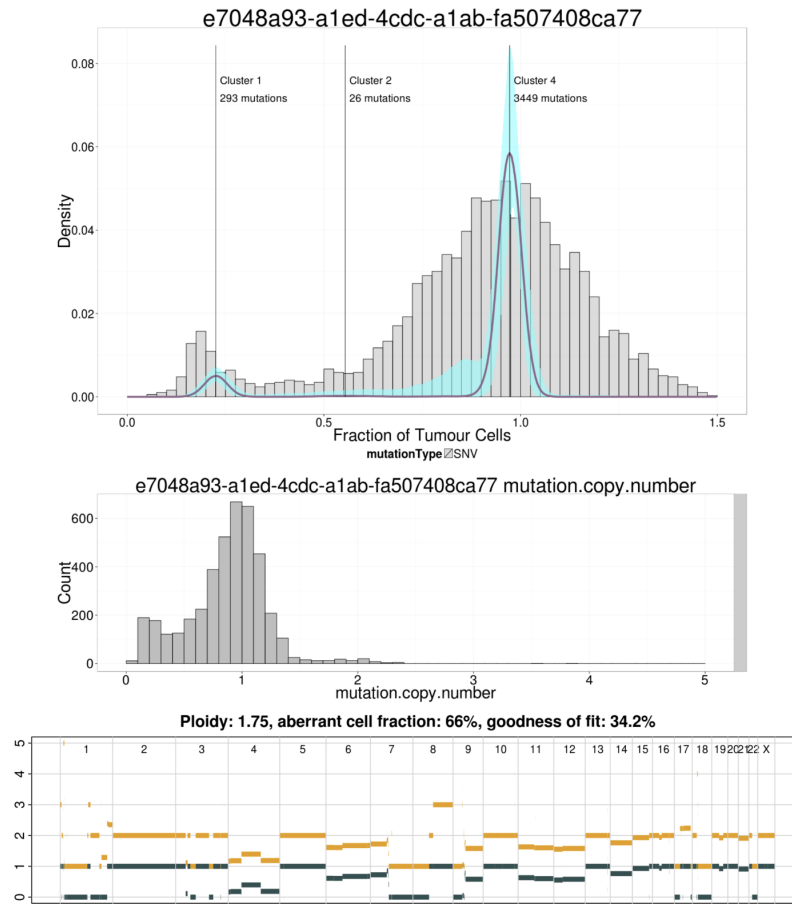 e7048a93-a1ed-4cdc-a1ab-fa507408ca77
Density
0.08
0.06
0.04
0.02
0.00
Cluster 1
293 mutations
Cluster 2
26 mutations
Cluster 4
3449 mutations
0.0 0.5 1.0 1.5
Fraction of Tumour Cells
mutationType SNV
e7048a93-a1ed-4cdc-a1ab-fa507408ca77 mutation.copy.number
Count
600
400
200
0
0 1 2 3 4 5
mutation.copy.number
Ploidy: 1.75, aberrant cell fraction: 66%, goodness of fit: 34.2%
1 2 3 4 5 6 7 8 9 10 11 12 13 14 15 16 17 18 19 20 21 22 X
5
4
3
2
1
0